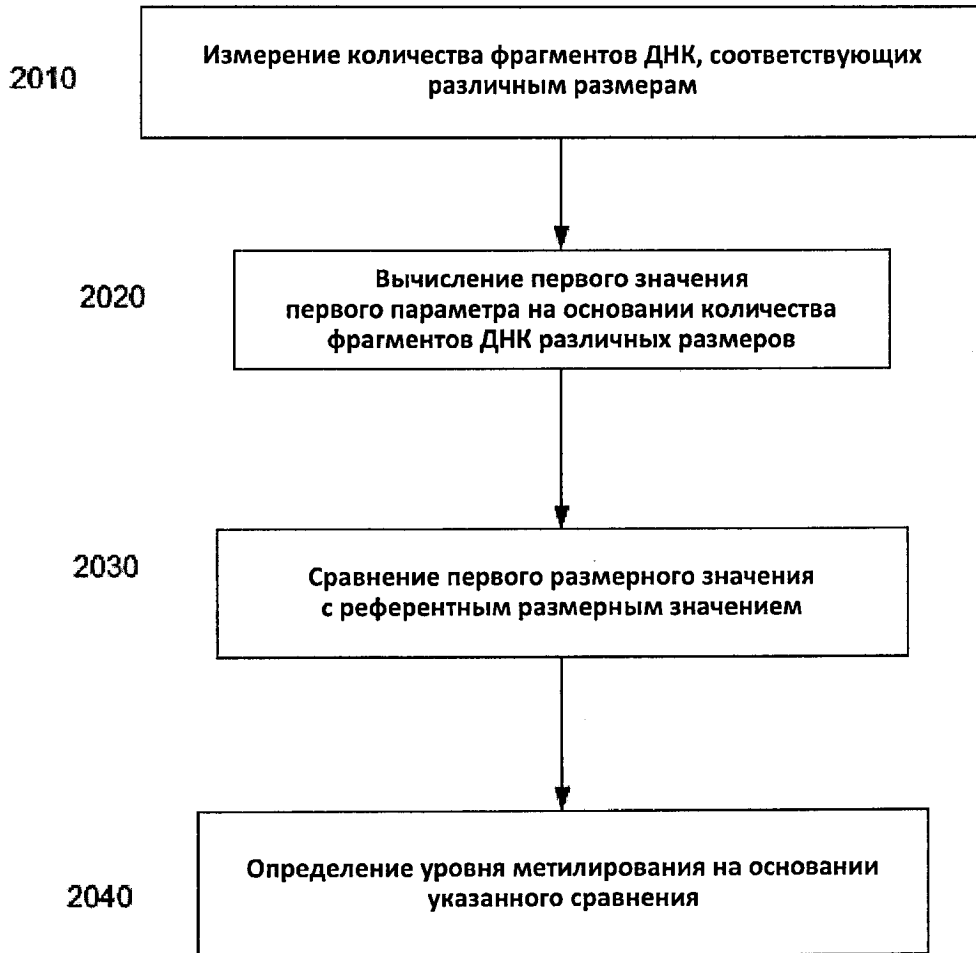 2010
Измерение количества фрагментов ДНК, соответствующих
различным размерам
2020
Вычисление первого значения
первого параметра на основании количества
фрагментов ДНК различных размеров
2030
Сравнение первого размерного значения
с референтным размерным значением
2040
Определение уровня метилирования на основании
указанного сравнения